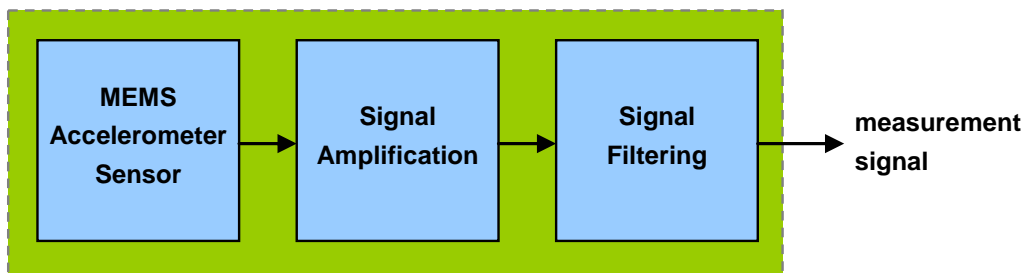 MEMS
Accelerometer
Sensor
Signal
Amplification
Signal
Filtering
measurement
signal